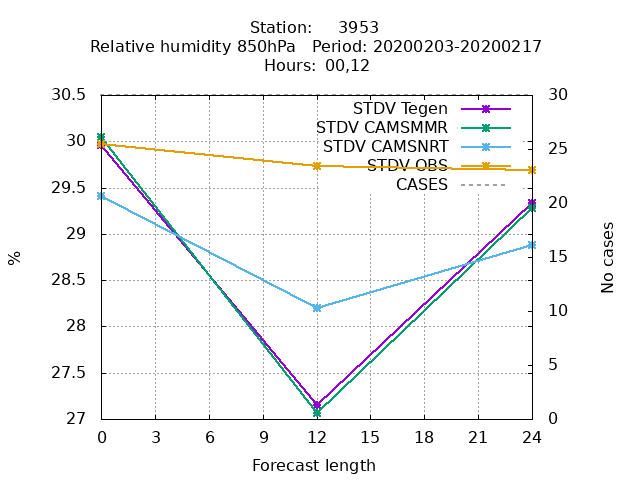 Station: 3953
Relative humidity 850hPa Period: 20200203-20200217
Hours: 00,12
30.5
30
29.5
29
28.5
28
27.5
27
%
30
25
20
15
10
5
0
No cases
STDV Tegen
STDV CAMSMMR
STDV CAMSNRT
STDV OBS
CASES
0 3 6 9 12 15 18 21 24
Forecast length